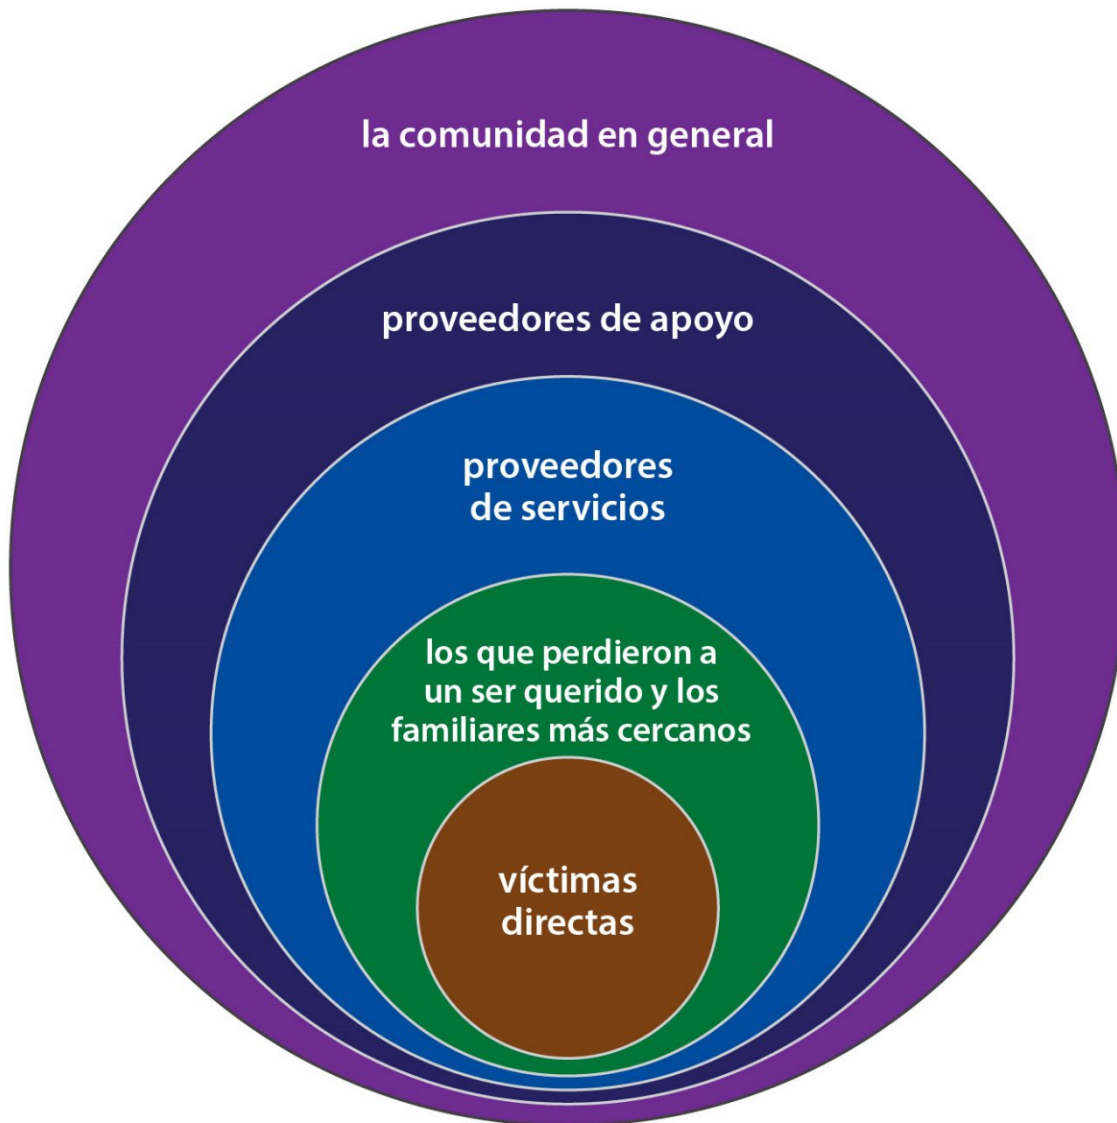 la comunidad en general
proveedores de apoyo
proveedores
de servicios
los que perdieron a
un ser querido y los
familiares más cercanos
víctimas
directas